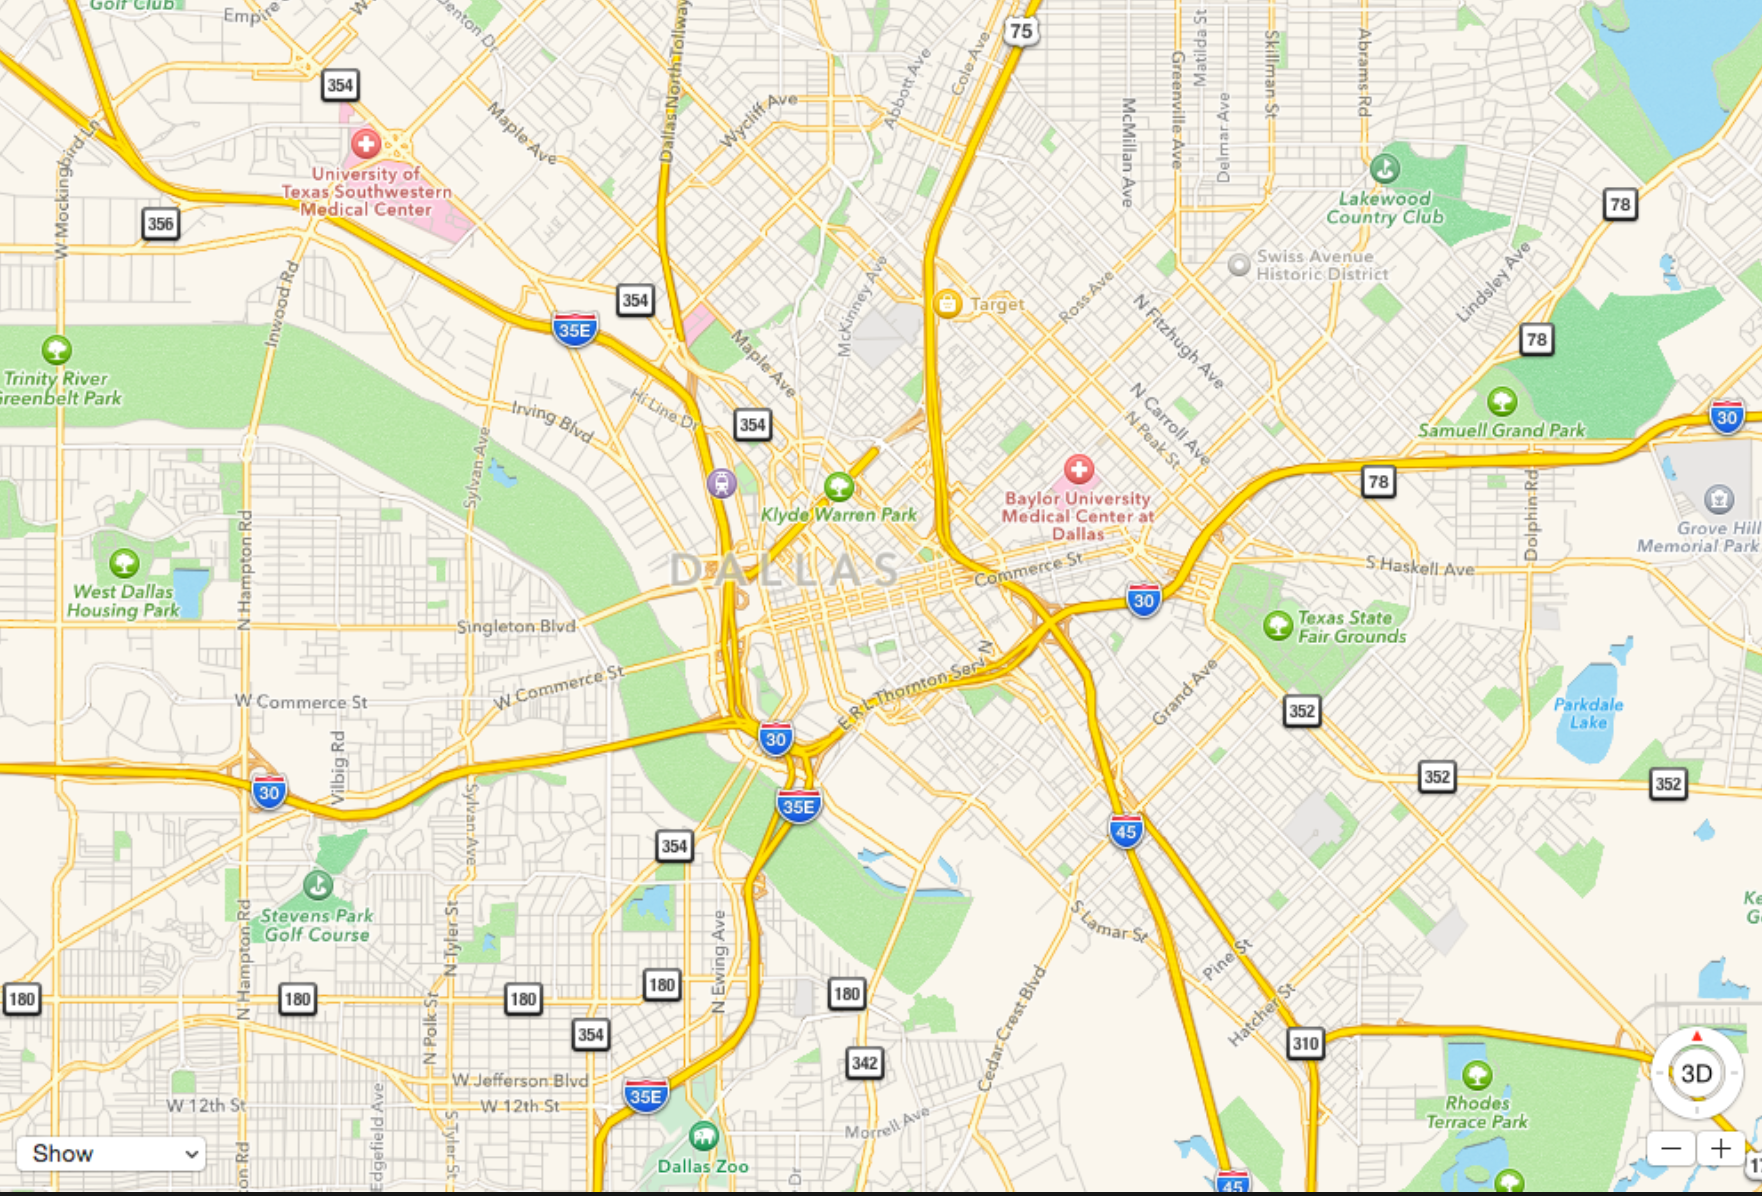 Golf Club
Empire
Denton Dr
75
354
Dallas North Tollway
Abbott Ave
Cole Ave
Matilda St
Greenville Ave
Skillman St
Abrams Rd
Maple Ave
Wycliff Ave
McMillan Ave
Delmar Ave
W Mockingbird Ln
University of
Texas Southwestern
Medical Center
Lakewood
Country Club
78
356
Swiss Avenue
Historic District
Lindsley Ave
Inwood Rd
354
35E
McKinney Ave
Target
Ross Ave
N Fitzhugh Ave
78
Trinity River
Greenbelt Park
Maple Ave
Hi Line Dr
Irving Blvd
354
N Carroll Ave
N Peak St
Samuell Grand Park
30
Sylvan Ave
78
Klyde Warren Park
Baylor University
Medical Center at
Dallas
Dolphin Rd
Grove Hill
Memorial Park
N Hampton Rd
West Dallas
Housing Park
DALLAS
Commerce St
S Haskell Ave
30
Texas State
Fair Grounds
Singleton Blvd
W Commerce St
W Commerce St
E R L Thornton Serv N
Grand Ave
352
Parkdale
Lake
Vilbig Rd
30
30
35E
352
352
Sylvan Ave
45
354
Stevens Park
Golf Course
N Hampton Rd
N Tyler St
N Ewing Ave
S Lamar St
Pine St
180
180
180
180
180
N Polk St
354
Cedar Crest Blvd
Hatcher St
310
342
3D
W Jefferson Blvd
W 12th St
W 12th St
35E
Edgefield Ave
S Tyler St
Morrell Ave
Rhodes
Terrace Park
Show
Dallas Zoo
Dr
45